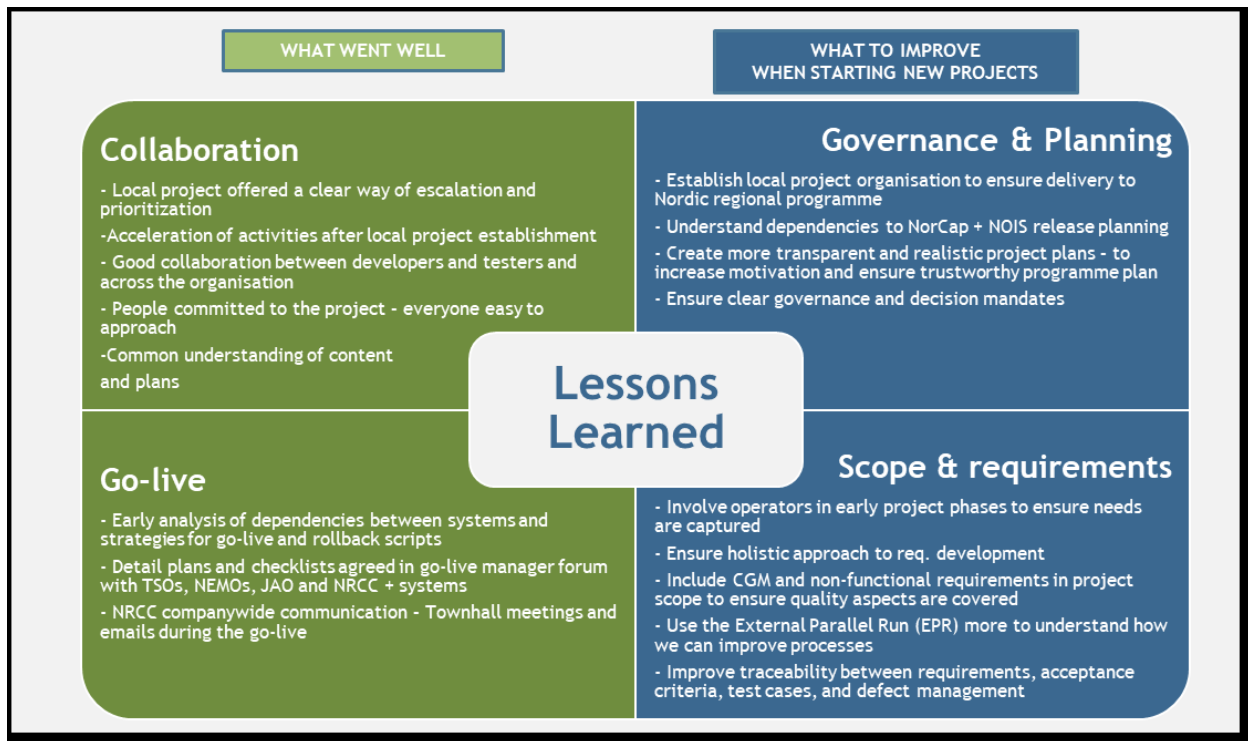 WHAT WENT WELL
WHAT TO IMPROVE
WHEN STARTING NEW PROJECTS
Collaboration
- Local project offered a clear way of escalation and
prioritization
-Acceleration of activities after local project establishment
- Good collaboration between developers and testers and
across the organisation
- People committed to the project - everyone easy to
approach
-Common understanding of content
and plans
Governance & Planning
- Establish local project organisation to ensure delivery to
Nordic regional programme
- Understand dependencies to NorCap + NOIS release planning
- Create more transparent and realistic project plans - to
increase motivation and ensure trustworthy programme plan
- Ensure clear governance and decision mandates
Lessons
Learned
Go-live
- Early analysis of dependencies between systems and
strategies for go-live and rollback scripts
- Detail plans and checklists agreed in go-live manager forum
with TSOs, NEMOs, JAO and NRCC + systems
- NRCC companywide communication - Townhall meetings and
emails during the go-live
Scope & requirements
- Involve operators in early project phases to ensure needs
are captured
- Ensure holistic approach to req. development
- Include CGM and non-functional requirements in project
scope to ensure quality aspects are covered
- Use the External Parallel Run (EPR) more to understand how
we can improve processes
- Improve traceability between requirements, acceptance
criteria, test cases, and defect management